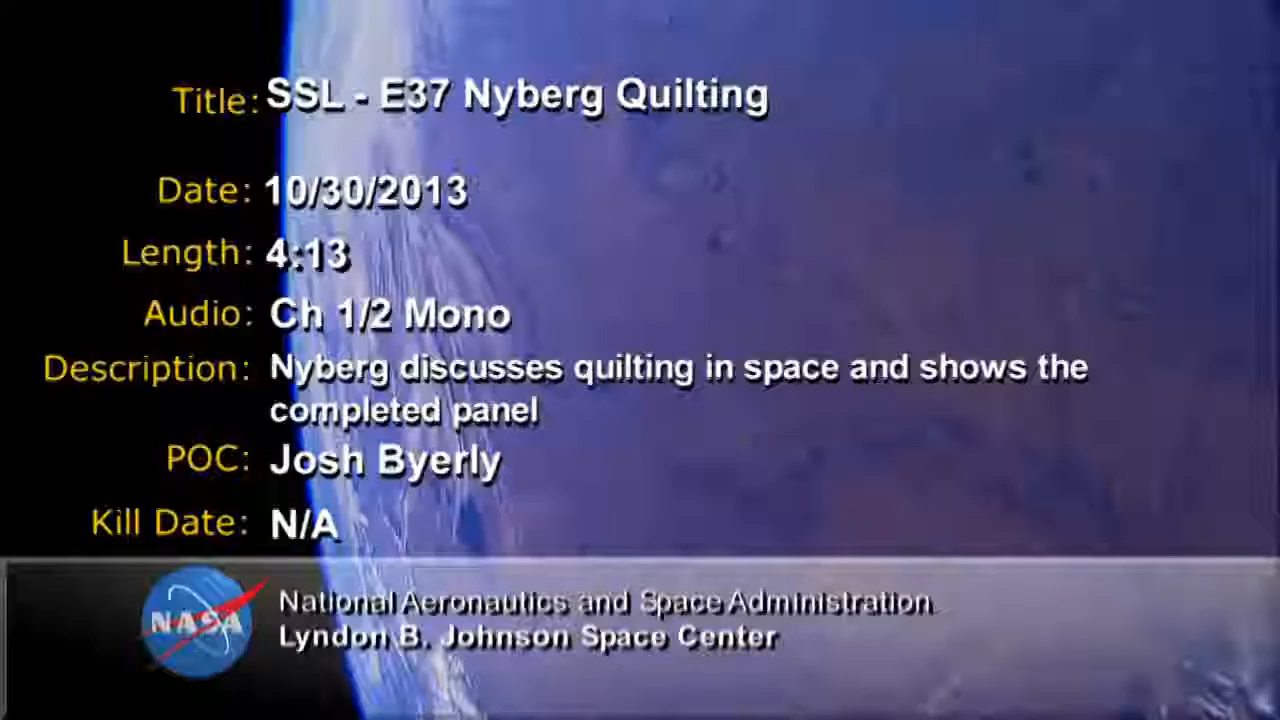 Title: SSL - E37 Nyberg Quilting
Date: 10/30/2013
Length: 4:13
Audio: Ch 1/2 Mono
Description: Nyberg discusses quilting in space and shows the
completed panel
POC: Josh Byerly
Kill Date: N/A
NASA
National Aeronautics and Space Administration
Lyndon B. Johnson Space Center